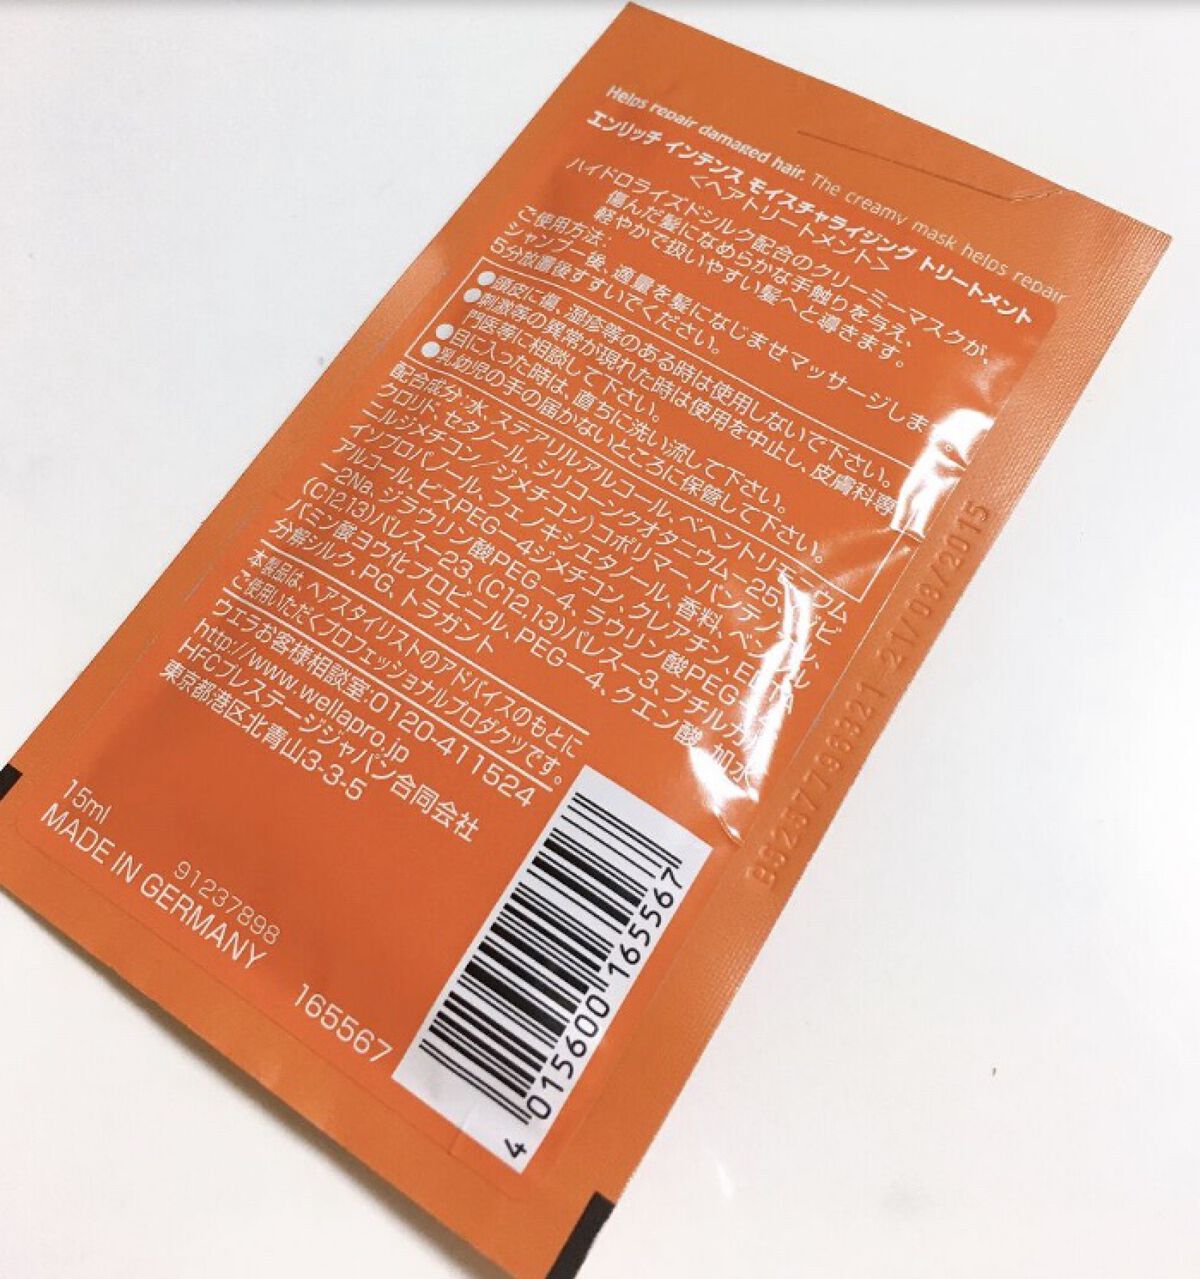 Helps repair damaged hair. The creamy mask helps repair
エンリッチ インテンス モイスチャライジング トリートメント
<ヘアトリートメント>
ハイドロライズドシルク配合のクリーミーマスクが、
傷んだ髪になめらかな手触りを与え、
軽やかで扱いやすい髪へと導きます。
ご使用方法:
シャンプー後、適量を髪になじませマッサージしま
5分放置後すすいでください。
●頭皮に傷、湿疹等のある時は使用しないで下さい。
●刺激等の異常が現れた時は使用を中止し、皮膚科専
門医等に相談して下さい。
●目に入った時は、直ちに洗い流して下さい。
●乳幼児の手の届かないところに保管して下さい。
配合成分:水、ステアリルアルコール、ベヘントリモニウム
クロリド、セタノール、シリコーンクオタニウム
ニルジメチコン/ジメチコン)コポリマー、パンテノール、
イソプロパノール、フェノキシエタノール、香料、ベンジル
アルコール、ビスPEG-4ジメチコン、クレアチン、
-2Na、ジラウリン酸PEG-4、ラウリン酸PEG-4、
(C12,13)パレス-23、(C12,13)パレス-3、ブチルカル
バミン酸ヨウ化プロピニル、PEG-4、クエン酸、加水
分解シルク、PG、トラガント
本製品は、ヘアスタイリストのアドバイスのもとに
ご使用いただくプロフェッショナルプロダクツです。
ウエラお客様相談室:0120-411524
http://www.wellapro.jp
HFCプレステージジャパン合同会社
東京都港区北青山3-3-5
15ml
MADE IN GERMANY
91237898
165567
4 015600 165567
21/08/2015